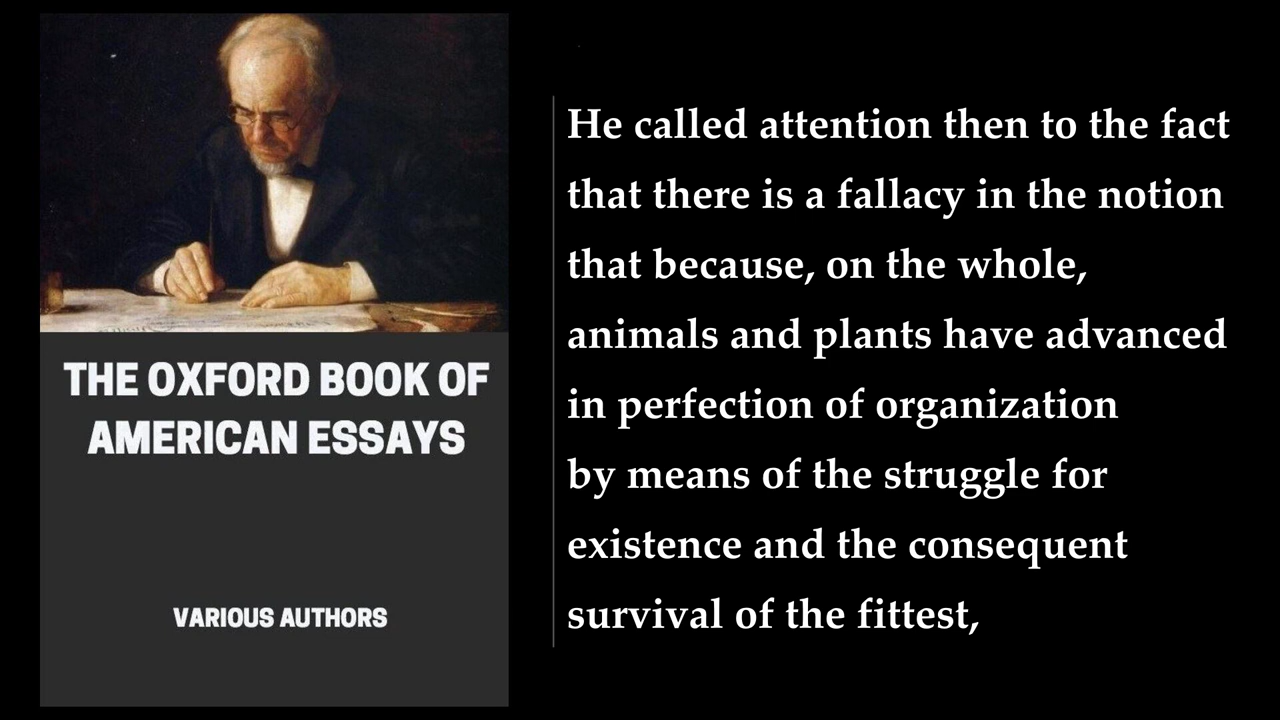 THE OXFORD BOOK OF
AMERICAN ESSAYS
VARIOUS AUTHORS
He called attention then to the fact
that there is a fallacy in the notion
that because, on the whole,
animals and plants have advanced
in perfection of organization
by means of the struggle for
existence and the consequent
survival of the fittest,